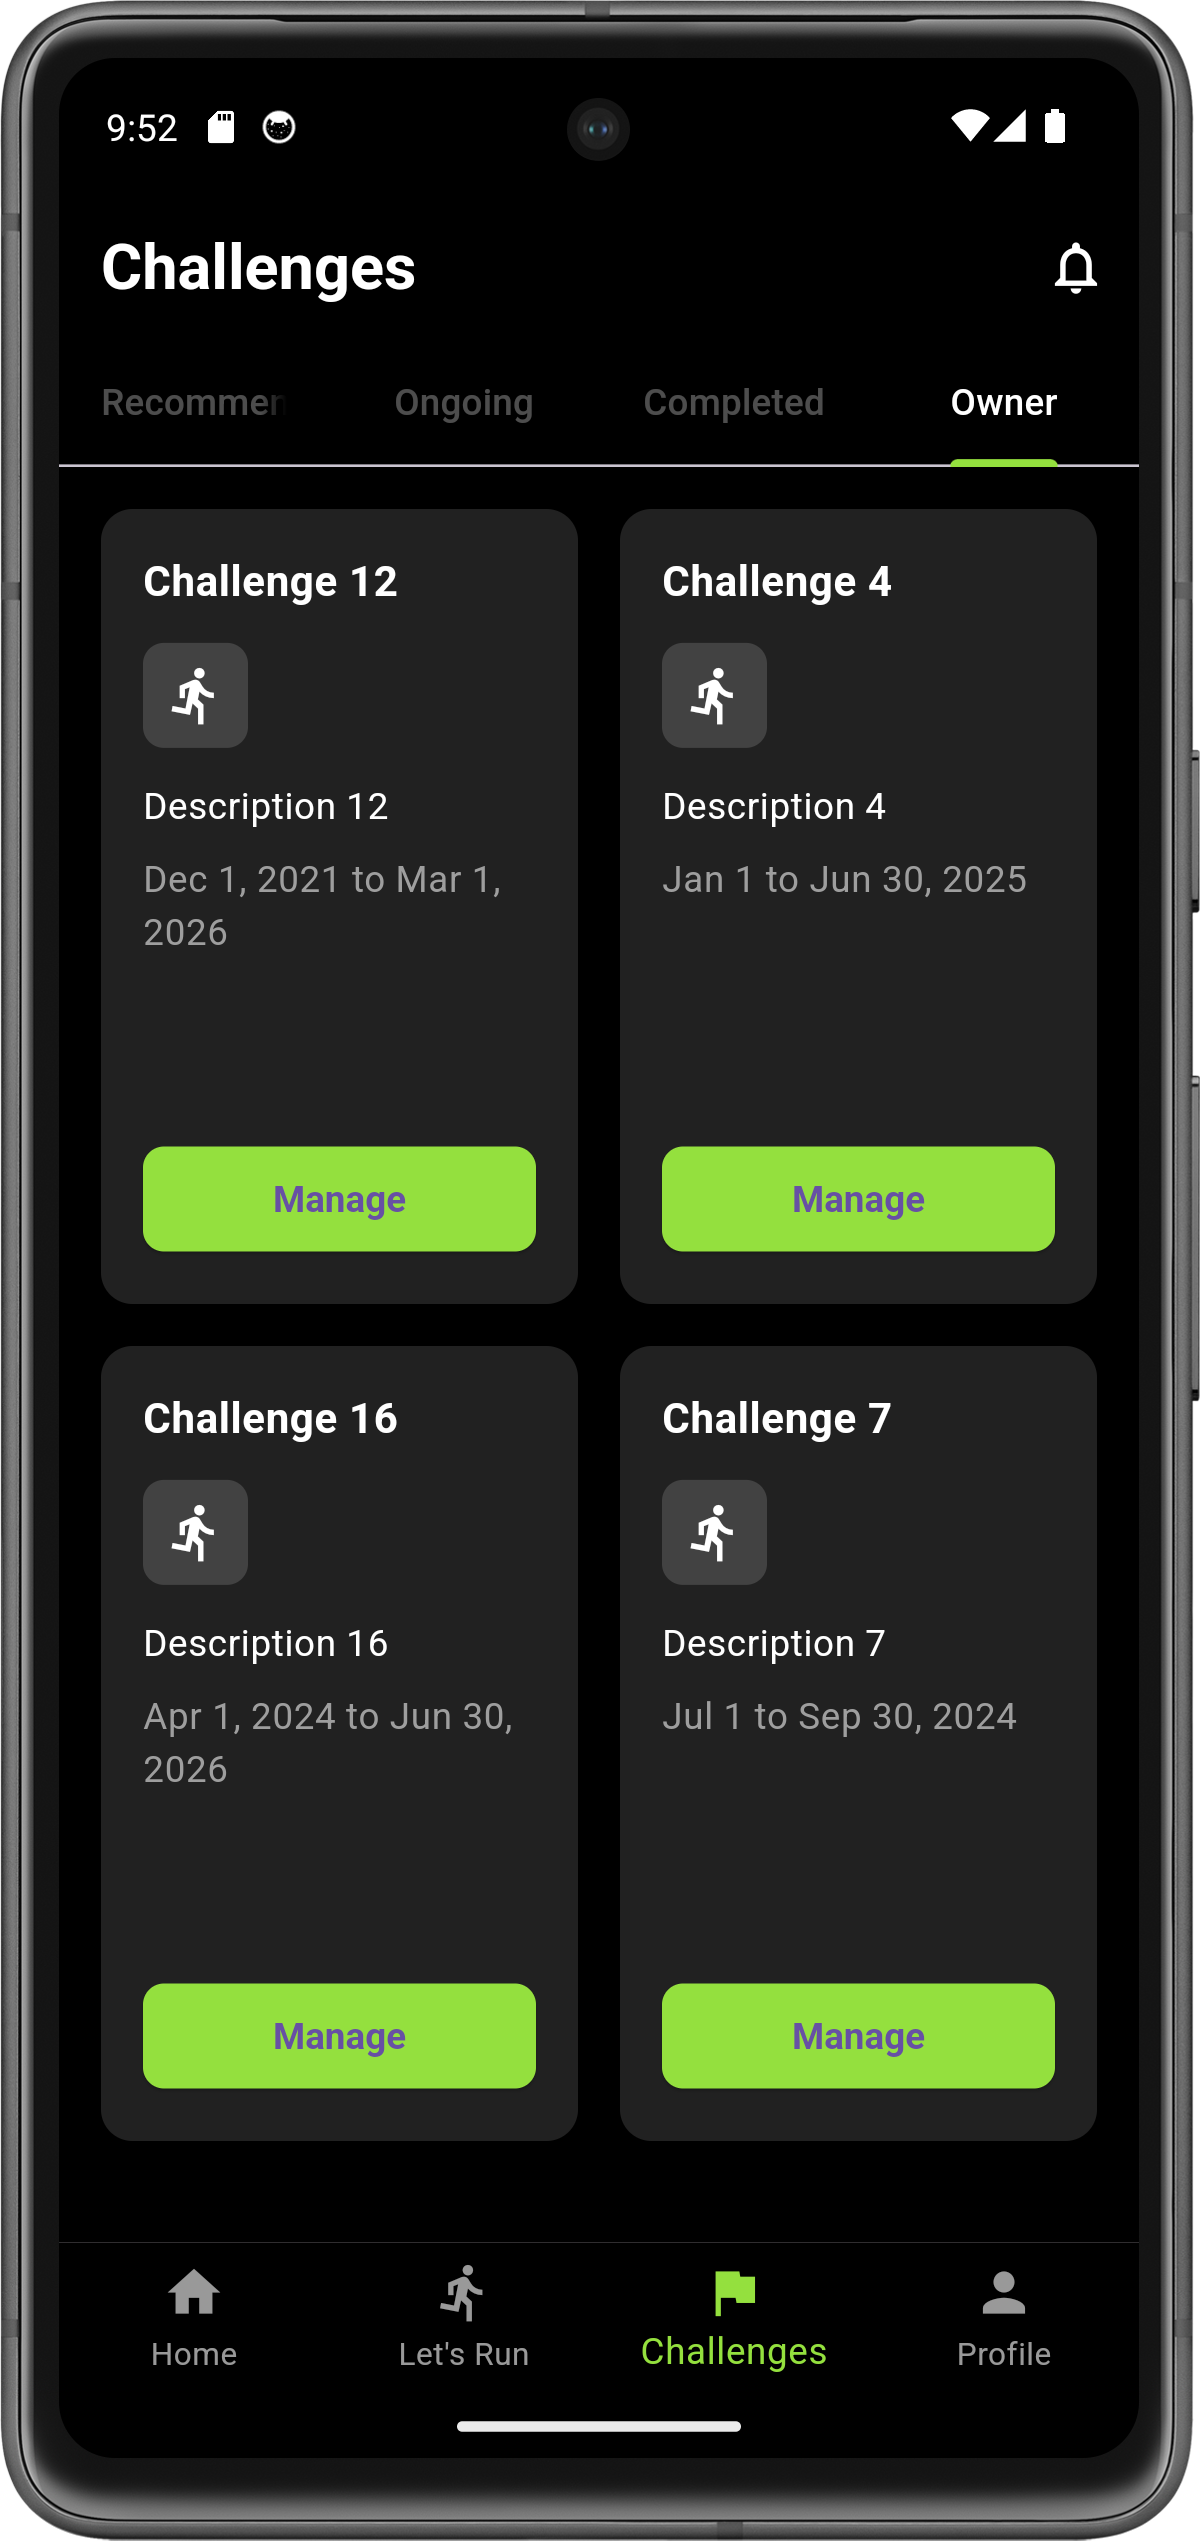 9:52
Challenges
Recommen Ongoing Completed Owner
Challenge 12
Description 12
Dec 1, 2021 to Mar 1,
2026
Manage
Challenge 4
Description 4
Jan 1 to Jun 30, 2025
Manage
Challenge 16
Description 16
Apr 1, 2024 to Jun 30,
2026
Manage
Challenge 7
Description 7
Jul 1 to Sep 30, 2024
Manage
Home Let's Run Challenges Profile